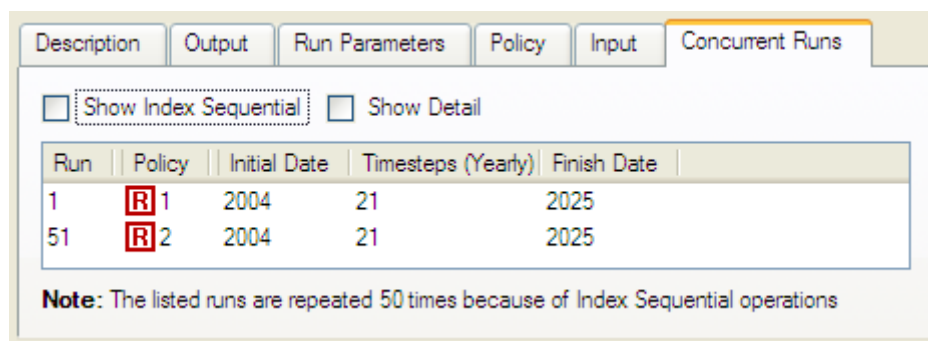 Description Output Run Parameters Policy Input Concurrent Runs
Show Index Sequential Show Detail
Run Policy Initial Date Timesteps (Yearly) Finish Date
1 R 1 2004 21 2025
51 R 2 2004 21 2025
Note: The listed runs are repeated 50 times because of Index Sequential operations